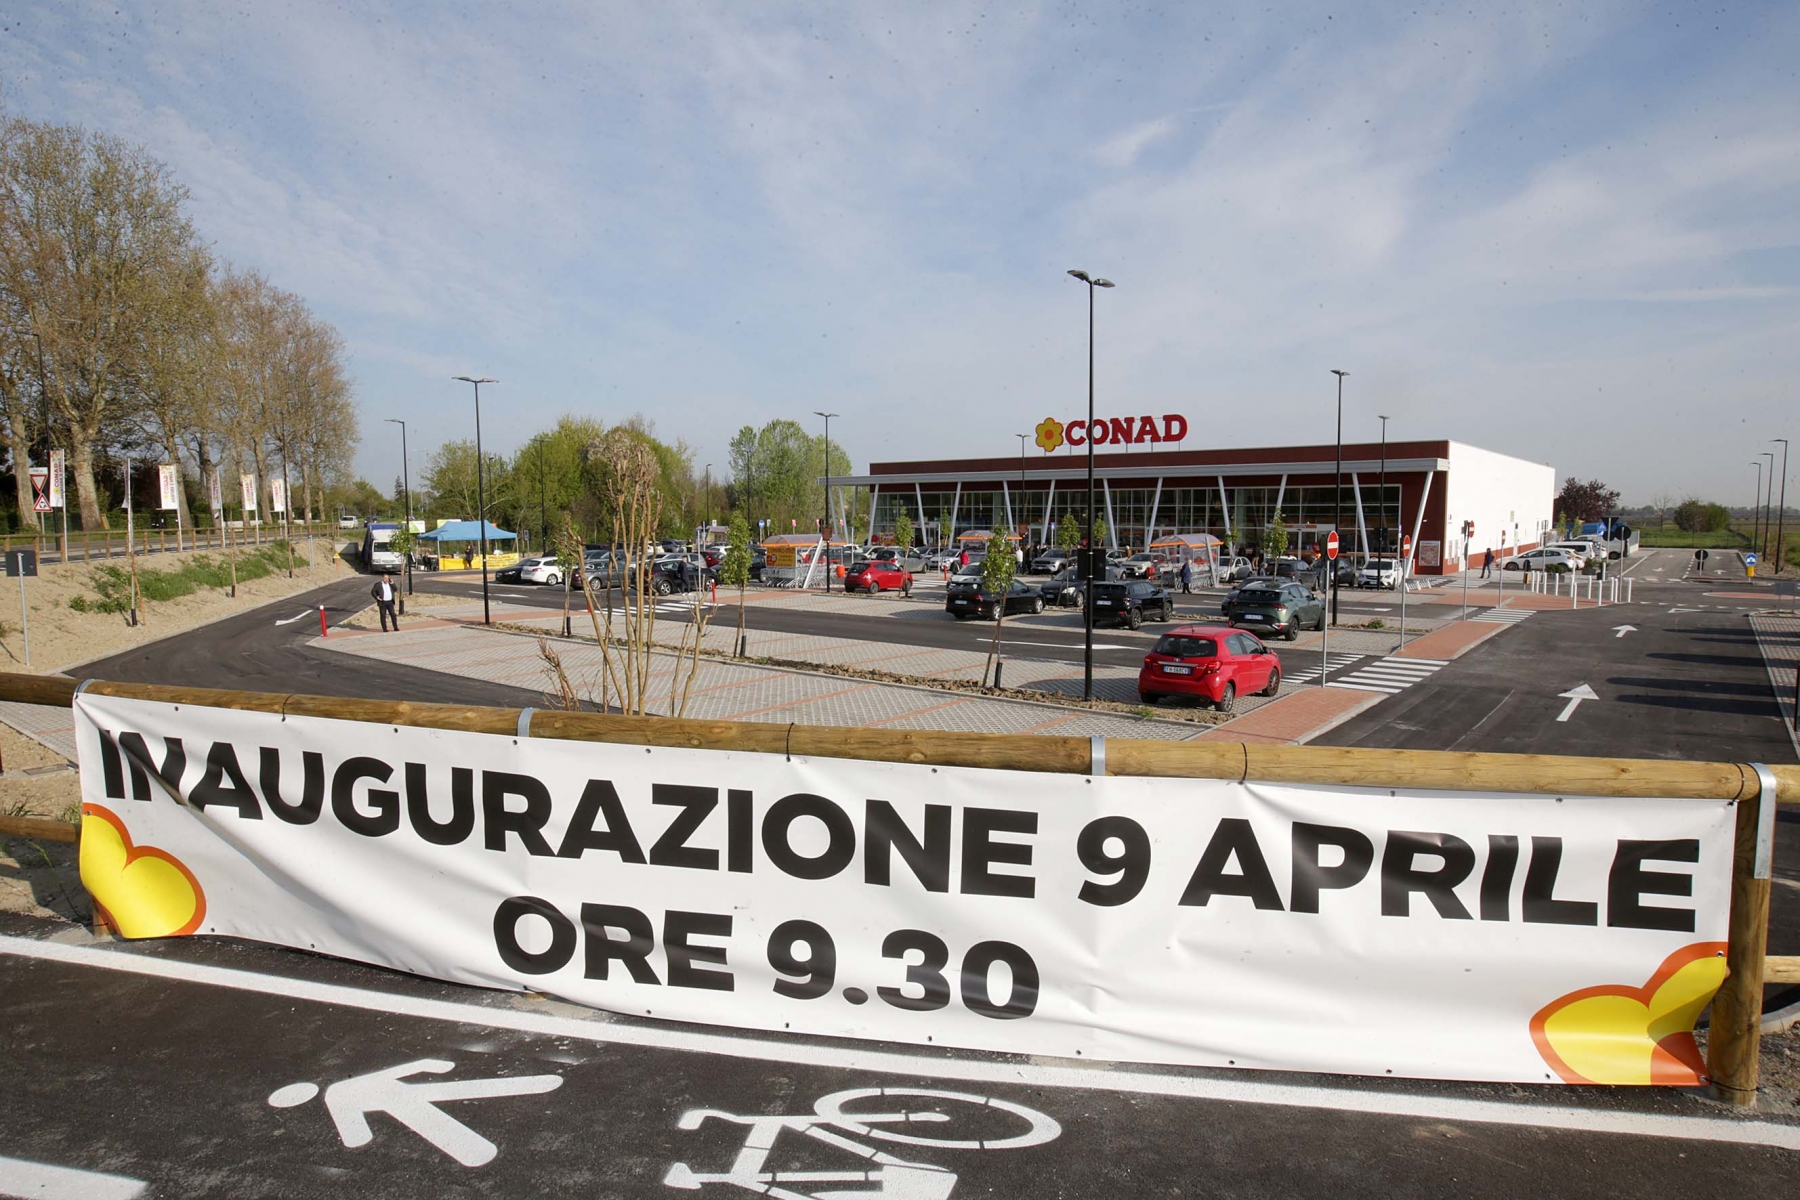 CONAD
INAUGURAZIONE 9 APRILE
ORE 9.30